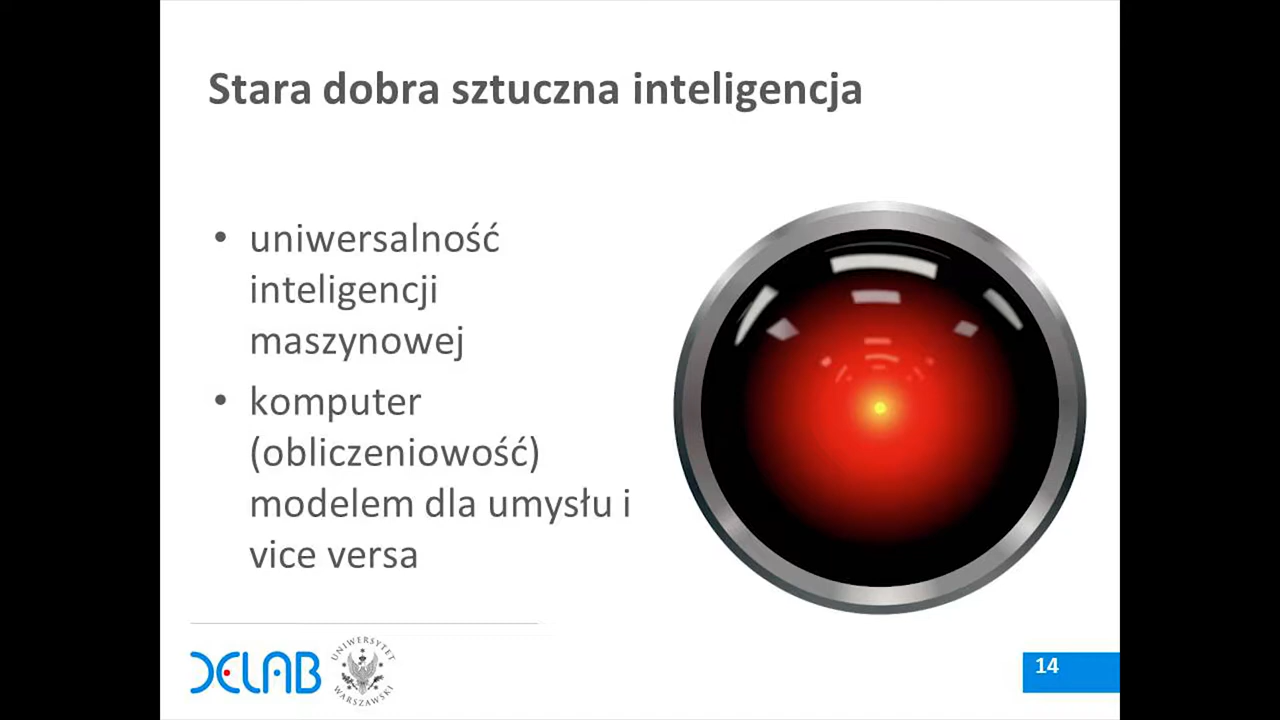 Stara dobra sztuczna inteligencja
• uniwersalność
inteligencji
maszynowej
• komputer
(obliczeniowość)
modelem dla umysłu i
vice versa
DELAB
UNIWERSYTET
WARSZAWSKI
14